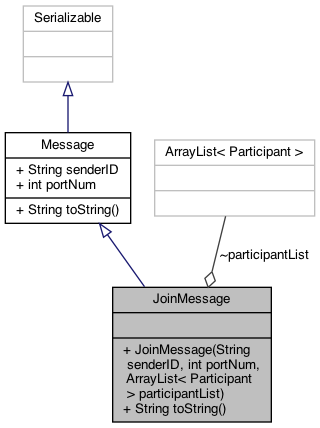 Serializable
Message
+ String senderID
+ int portNum
+ String toString()
ArrayList< Participant >
~participantList
JoinMessage
+ JoinMessage(String
senderID, int portNum,
ArrayList< Participant
> participantList)
+ String toString()